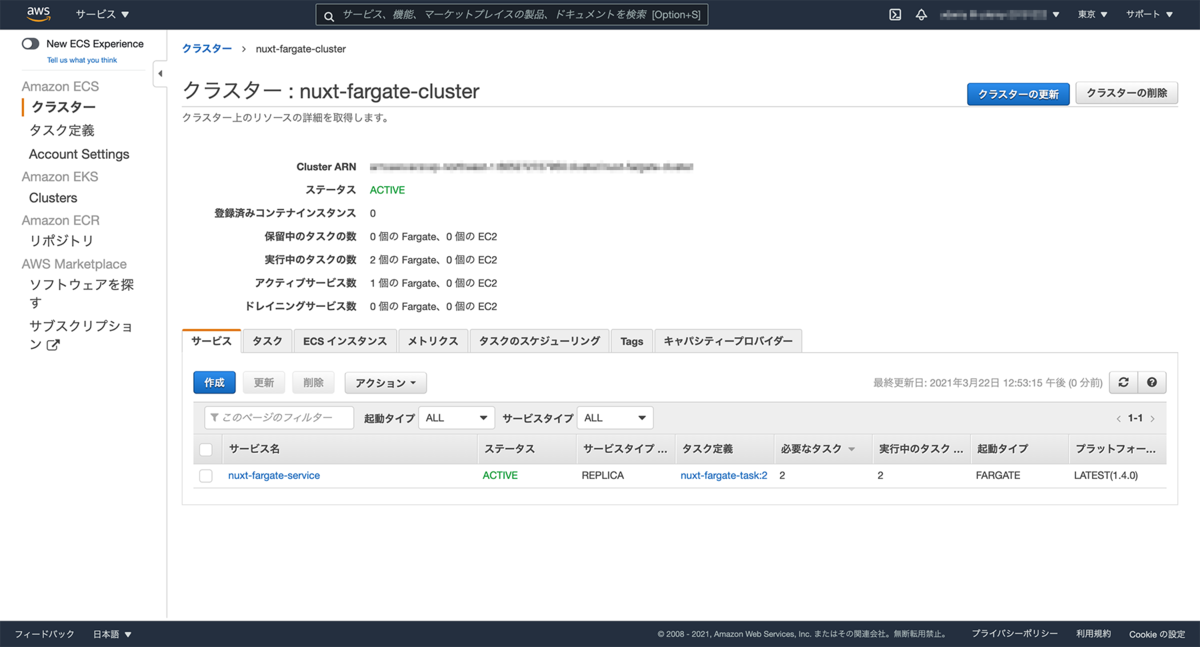 aws サービス ▼ サービス、機能、マーケットプレイスの製品、ドキュメントを検索 [Option+S] 東京 ▼ サポート ▼
New ECS Experience
Tell us what you think
Amazon ECS
クラスター
タスク定義
Account Settings
Amazon EKS
Clusters
Amazon ECR
リポジトリ
AWS Marketplace
ソフトウェアを探
す
サブスクリプショ
ン
クラスター > nuxt-fargate-cluster
クラスター : nuxt-fargate-cluster
クラスターの更新 クラスターの削除
クラスター上のリソースの詳細を取得します。
Cluster ARN
ステータス ACTIVE
登録済みコンテナインスタンス 0
保留中のタスクの数 0 個の Fargate、0 個の EC2
実行中のタスクの数 2 個の Fargate、0 個の EC2
アクティブサービス数 1 個の Fargate、0 個の EC2
ドレイニングサービス数 0 個の Fargate、0 個の EC2
サービス タスク ECS インスタンス メトリクス タスクのスケジューリング Tags キャパシティープロバイダー
作成 更新 削除 アクション 最終更新日: 2021年3月22日 12:53:15 午後 (0 分前)
このページのフィルター 起動タイプ ALL サービスタイプ ALL < 1-1 >
サービス名 ステータス サービスタイプ ... タスク定義 必要なタスク 実行中のタスク ... 起動タイプ プラットフォー...
nuxt-fargate-service ACTIVE REPLICA nuxt-fargate-task:2 2 2 FARGATE LATEST(1.4.0)
フィードバック 日本語 ▼ © 2008 - 2021, Amazon Web Services, Inc. またはその関連会社。無断転用禁止。 プライバシーポリシー 利用規約 Cookie の設定